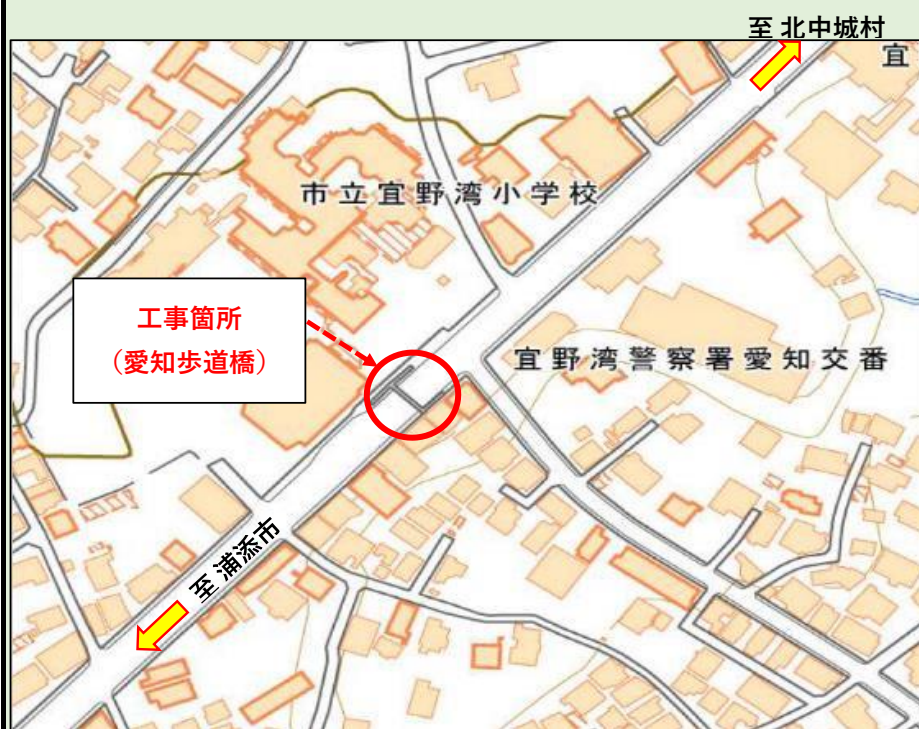 至 北中城村
宜
市立宜野湾小学校
工事箇所
（愛知歩道橋）
宜野湾警察署愛知交番
至 浦添市